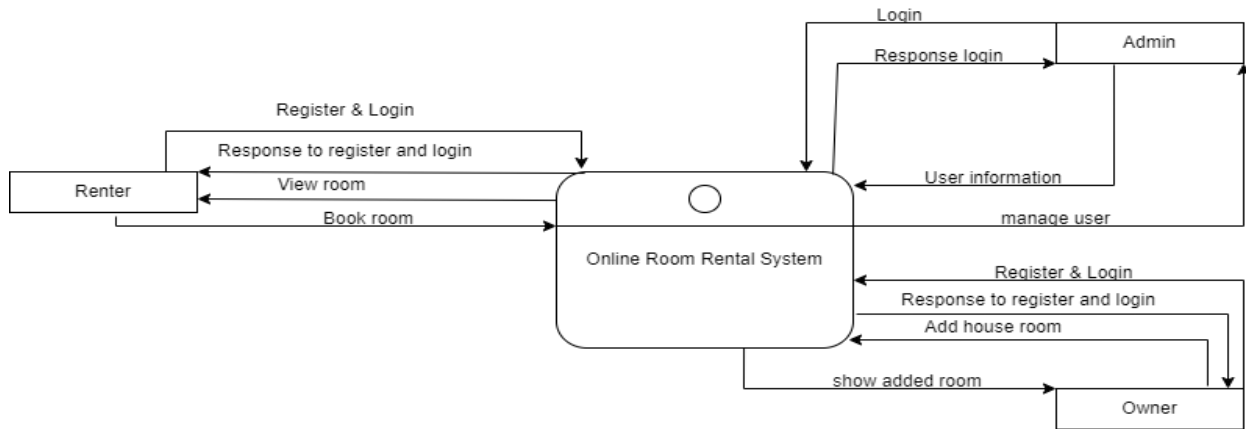 Login
Admin
Response login
Register & Login
Response to register and login
Renter
View room
User information
Book room
manage user
Online Room Rental System
Register & Login
Response to register and login
Add house room
show added room
Owner